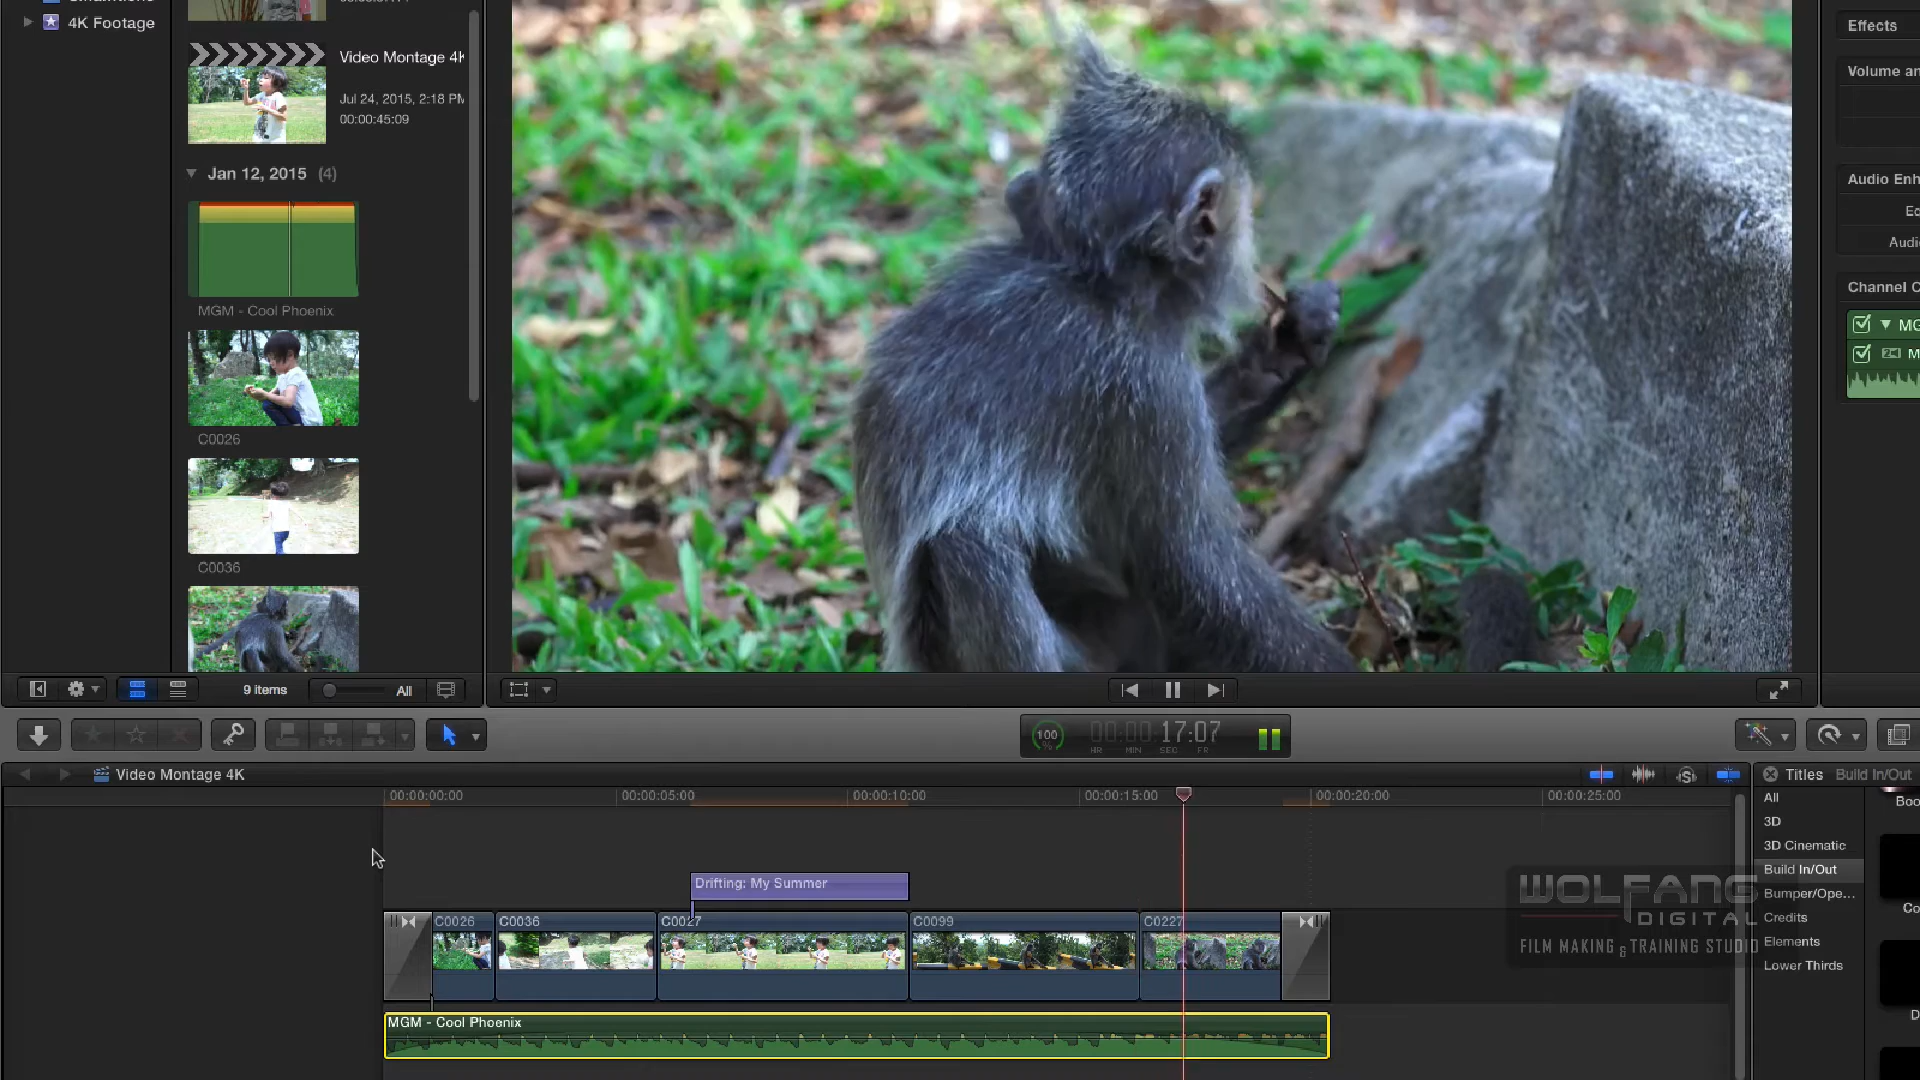 4K Footage
Video Montage 4K
Jul 24, 2015, 2:18 PM
00:00:45:09
Jan 12, 2015 (4)
MGM - Cool Phoenix
C0026
C0036
9 items
All
Effects
Volume an
Audio Enh
Channel C
100 %
00:00:17:07
HR MIN SEC FR
Video Montage 4K
00:00:00:00
00:00:05:00
00:00:10:00
00:00:15:00
00:00:20:00
00:00:25:00
Drifting: My Summer
C0026
C0036
C0027
C0099
C0227
MGM - Cool Phoenix
Titles
Build In/Out
All
3D
3D Cinematic
Build In/Out
Bumper/Ope...
Credits
Elements
Lower Thirds
WOLFANG
DIGITAL
FILM MAKING & TRAINING STUDIO